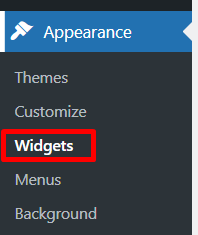 Appearance
Themes
Customize
Widgets
Menus
Background